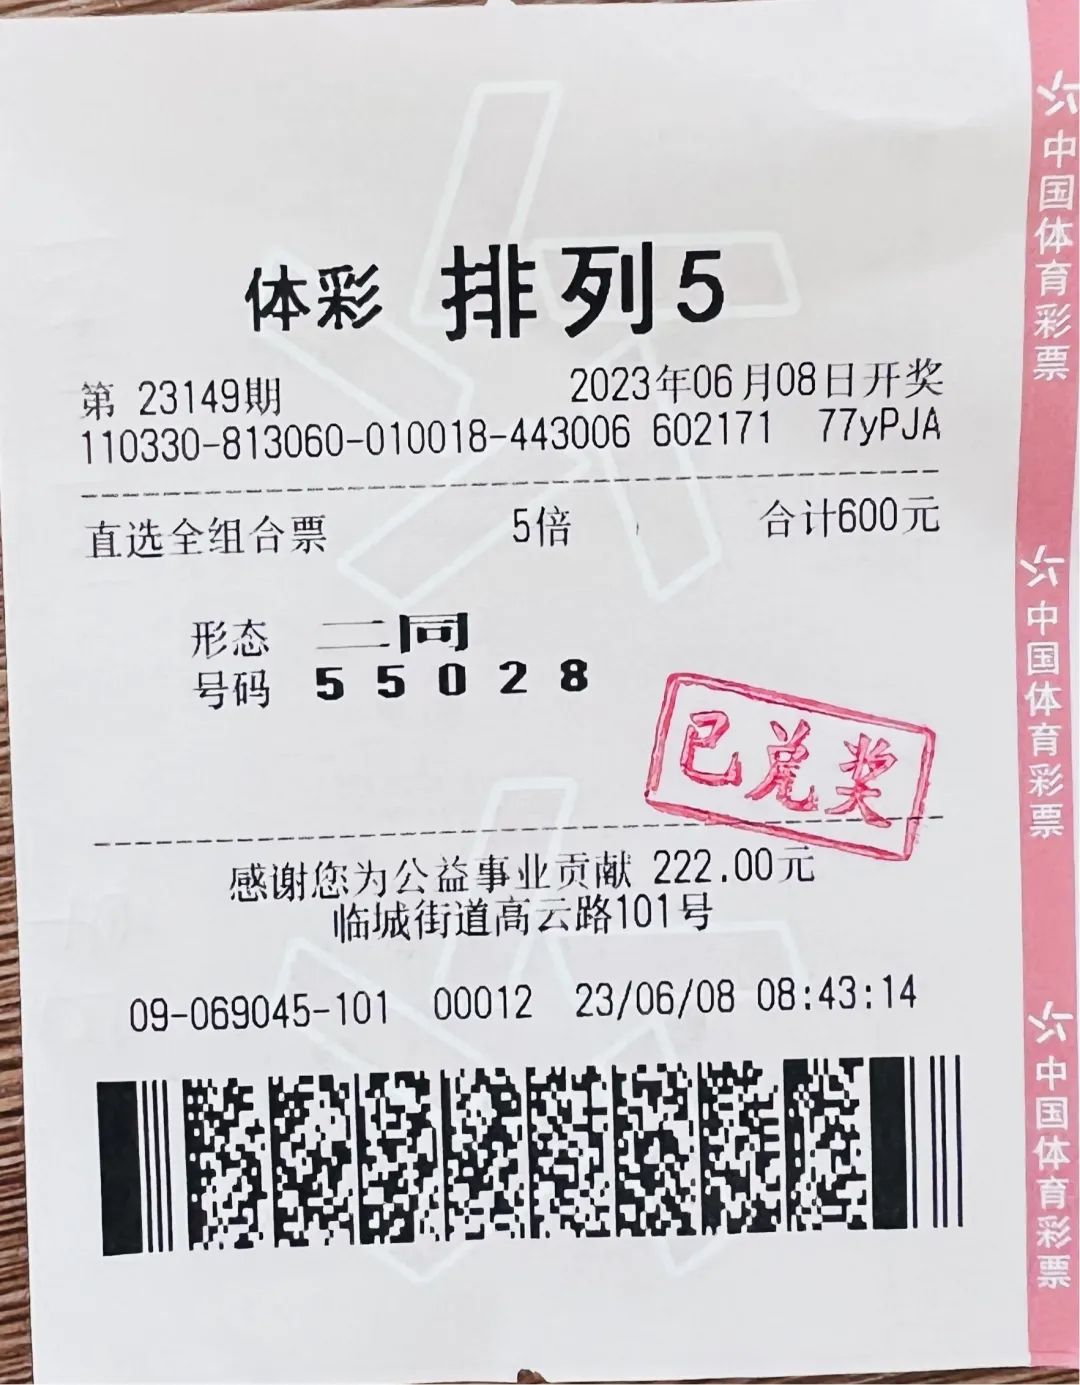 体彩 排列5
第 23149期 2023年06月08日开奖
110330-813060-010018-443006 602171 77yPJA
直选全组合票 5倍 合计600元
形态 二同
号码 5 5 0 2 8
已兑奖
感谢您为公益事业贡献 222.00元
临城街道高云路101号
09-069045-101 00012 23/06/08 08:43:14
中国体育彩票
中国体育彩票
中国体育彩票